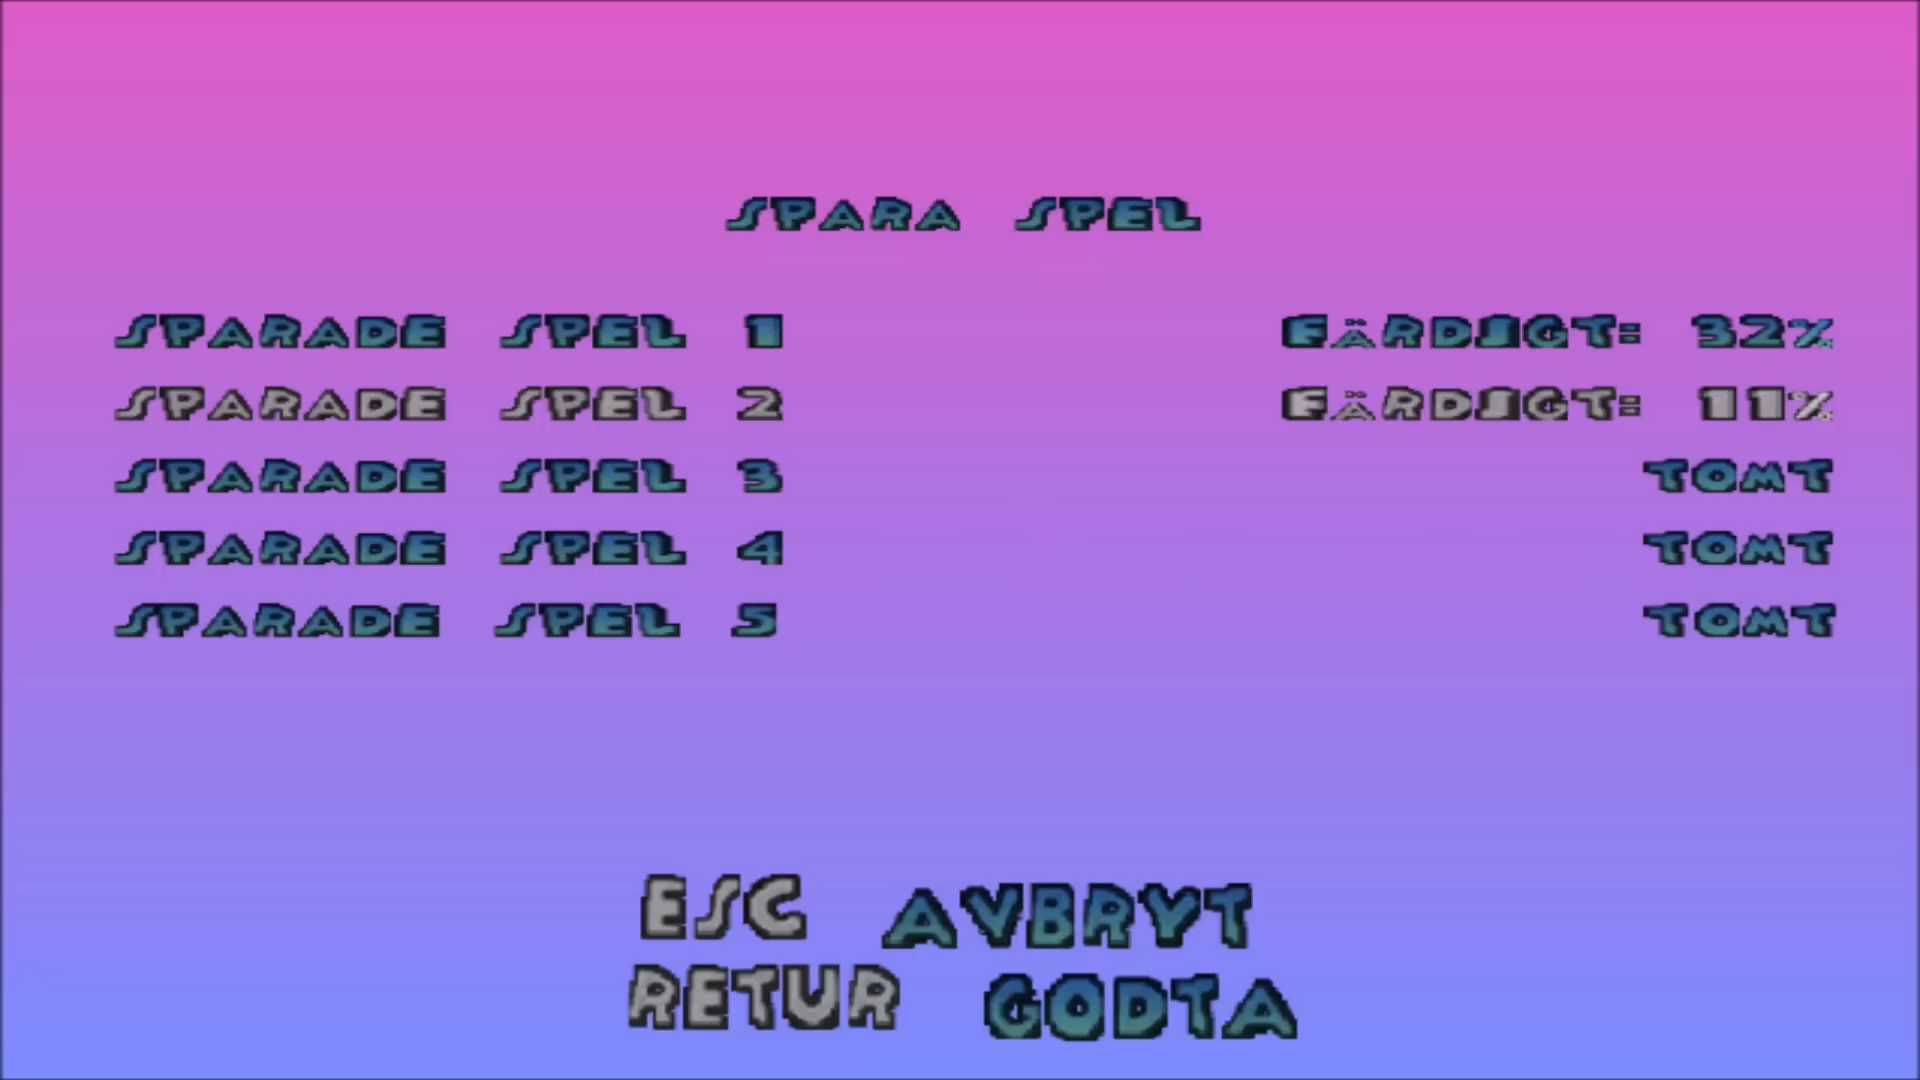 SPARA SPEL
SPARADE SPEL 1 FÄRDIGT: 32%
SPARADE SPEL 2 FÄRDIGT: 11%
SPARADE SPEL 3 TOMT
SPARADE SPEL 4 TOMT
SPARADE SPEL 5 TOMT
ESC AVBRYT
RETUR GODTA